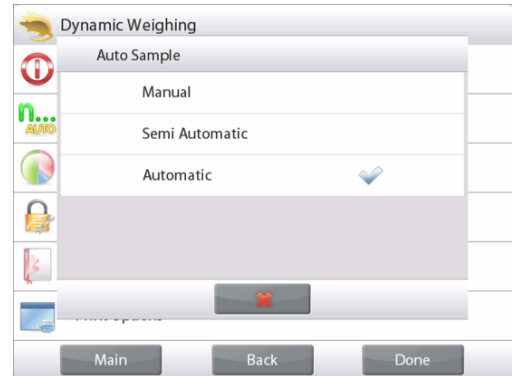 Dynamic Weighing
Auto Sample
Manual
n...
AUTO
Semi Automatic
Automatic
Main
Back
Done